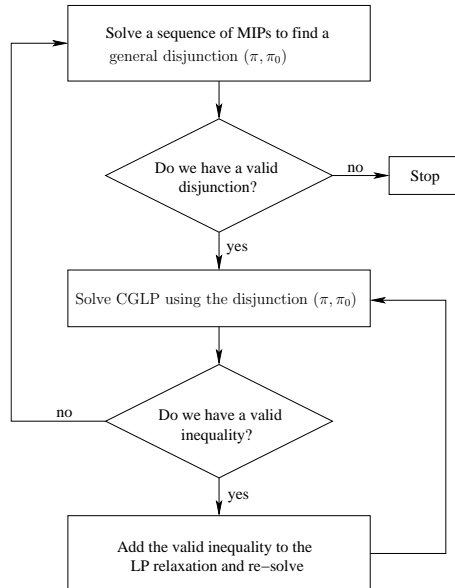 Solve a sequence of MIPs to find a
general disjunction (π, π₀)
Do we have a valid
disjunction?
no
Stop
yes
Solve CGLP using the disjunction (π, π₀)
Do we have a valid
inequality?
no
yes
Add the valid inequality to the
LP relaxation and re−solve